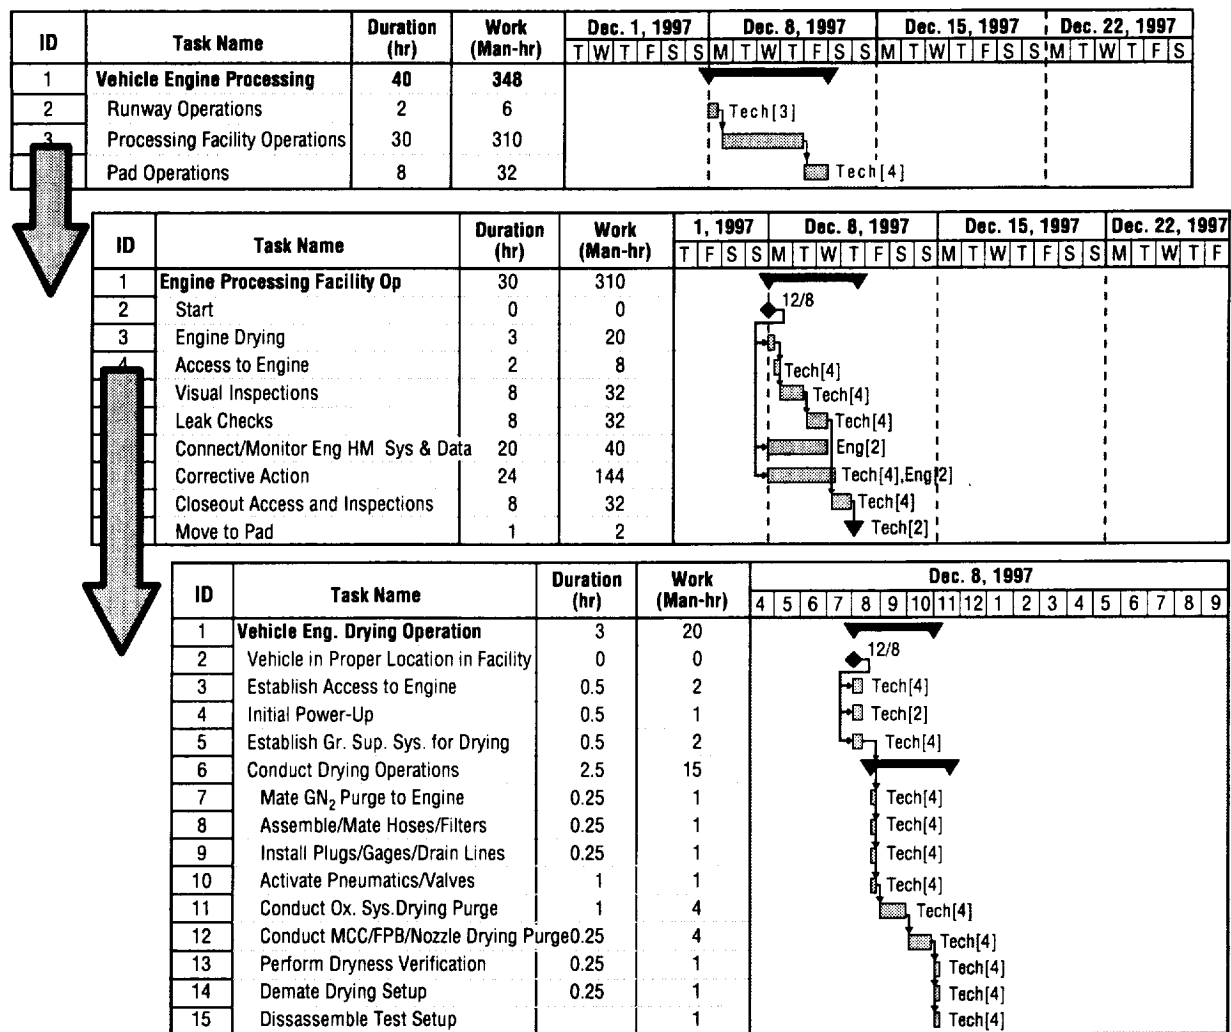 ID Task Name Duration (hr) Work (Man-hr) Dec. 1, 1997 Dec. 8, 1997 Dec. 15, 1997 Dec. 22, 1997
T W T F S S M T W T F S S M T W T F S S M T W T F S
1 Vehicle Engine Processing 40 348
2 Runway Operations 2 6 Tech[3]
3 Processing Facility Operations 30 310
Pad Operations 8 32 Tech[4]
ID Task Name Duration (hr) Work (Man-hr) 1, 1997 Dec. 8, 1997 Dec. 15, 1997 Dec. 22, 1997
T F S S M T W T F S S M T W T F S S M T W T F
1 Engine Processing Facility Op 30 310
2 Start 0 0 12/8
3 Engine Drying 3 20
4 Access to Engine 2 8 Tech[4]
Visual Inspections 8 32 Tech[4]
Leak Checks 8 32 Tech[4]
Connect/Monitor Eng HM Sys & Data 20 40 Eng[2]
Corrective Action 24 144 Tech[4],Eng[2]
Closeout Access and Inspections 8 32 Tech[4]
Move to Pad 1 2 Tech[2]
ID Task Name Duration (hr) Work (Man-hr) Dec. 8, 1997
4 5 6 7 8 9 10 11 12 1 2 3 4 5 6 7 8 9
1 Vehicle Eng. Drying Operation 3 20
2 Vehicle in Proper Location in Facility 0 0 12/8
3 Establish Access to Engine 0.5 2 Tech[4]
4 Initial Power-Up 0.5 1 Tech[2]
5 Establish Gr. Sup. Sys. for Drying 0.5 2 Tech[4]
6 Conduct Drying Operations 2.5 15
7 Mate GN₂ Purge to Engine 0.25 1 Tech[4]
8 Assemble/Mate Hoses/Filters 0.25 1 Tech[4]
9 Install Plugs/Gages/Drain Lines 0.25 1 Tech[4]
10 Activate Pneumatics/Valves 1 1 Tech[4]
11 Conduct Ox. Sys.Drying Purge 1 4 Tech[4]
12 Conduct MCC/FPB/Nozzle Drying Purge 0.25 4 Tech[4]
13 Perform Dryness Verification 0.25 1 Tech[4]
14 Demate Drying Setup 0.25 1 Tech[4]
15 Dissassemble Test Setup 1 Tech[4]